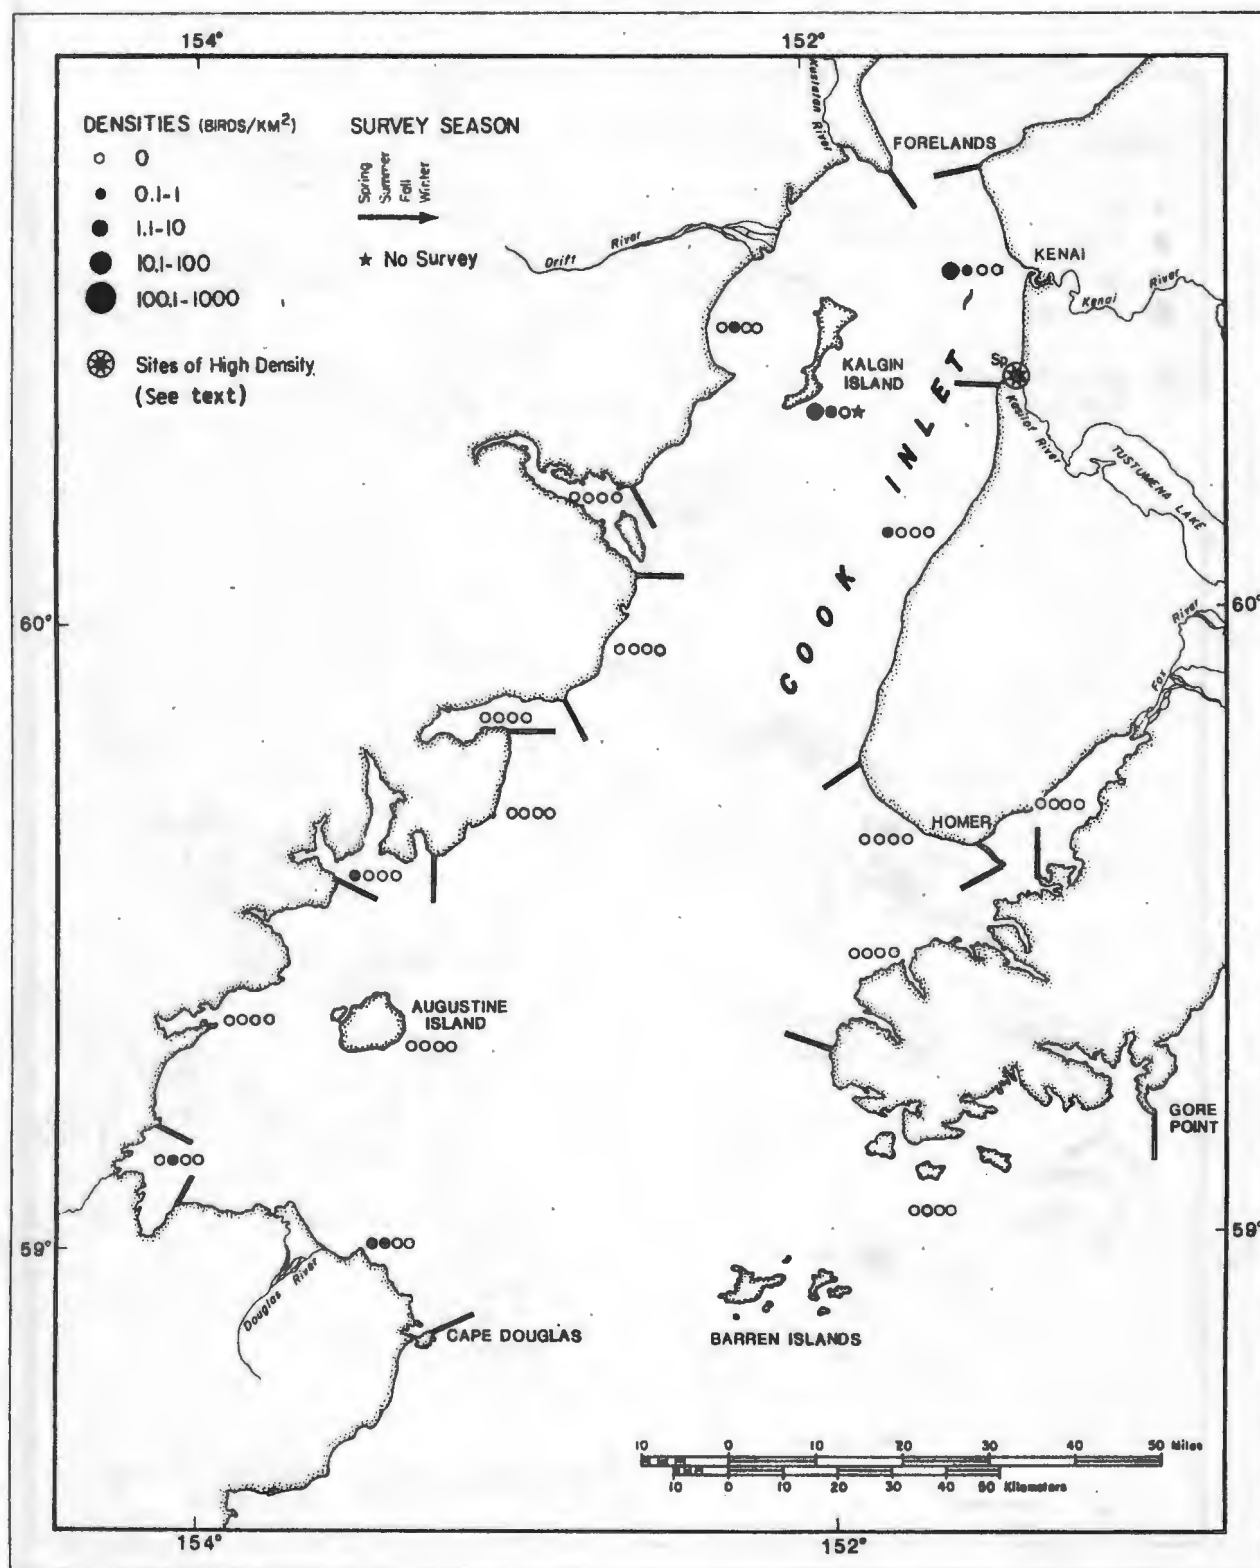 154°
152°
DENSITIES (BIRDS/KM²)
0
0.1-1
1.1-10
10.1-100
100.1-1000
Sites of High Density
(See text)
SURVEY SEASON
Spring
Summer
Fall
Winter
★ No Survey
River
FORELANDS
Drift River
KENAI
Kenai River
KALGIN
ISLAND
Sp
Kasilof River
TUSTUMENA LAKE
COOK INLET
60°
60°
Fox River
HOMER
AUGUSTINE
ISLAND
GORE
POINT
59°
59°
Douglas River
CAPE DOUGLAS
BARREN ISLANDS
10 0 10 20 30 40 50 Miles
10 0 10 20 30 40 50 Kilometers
154°
152°